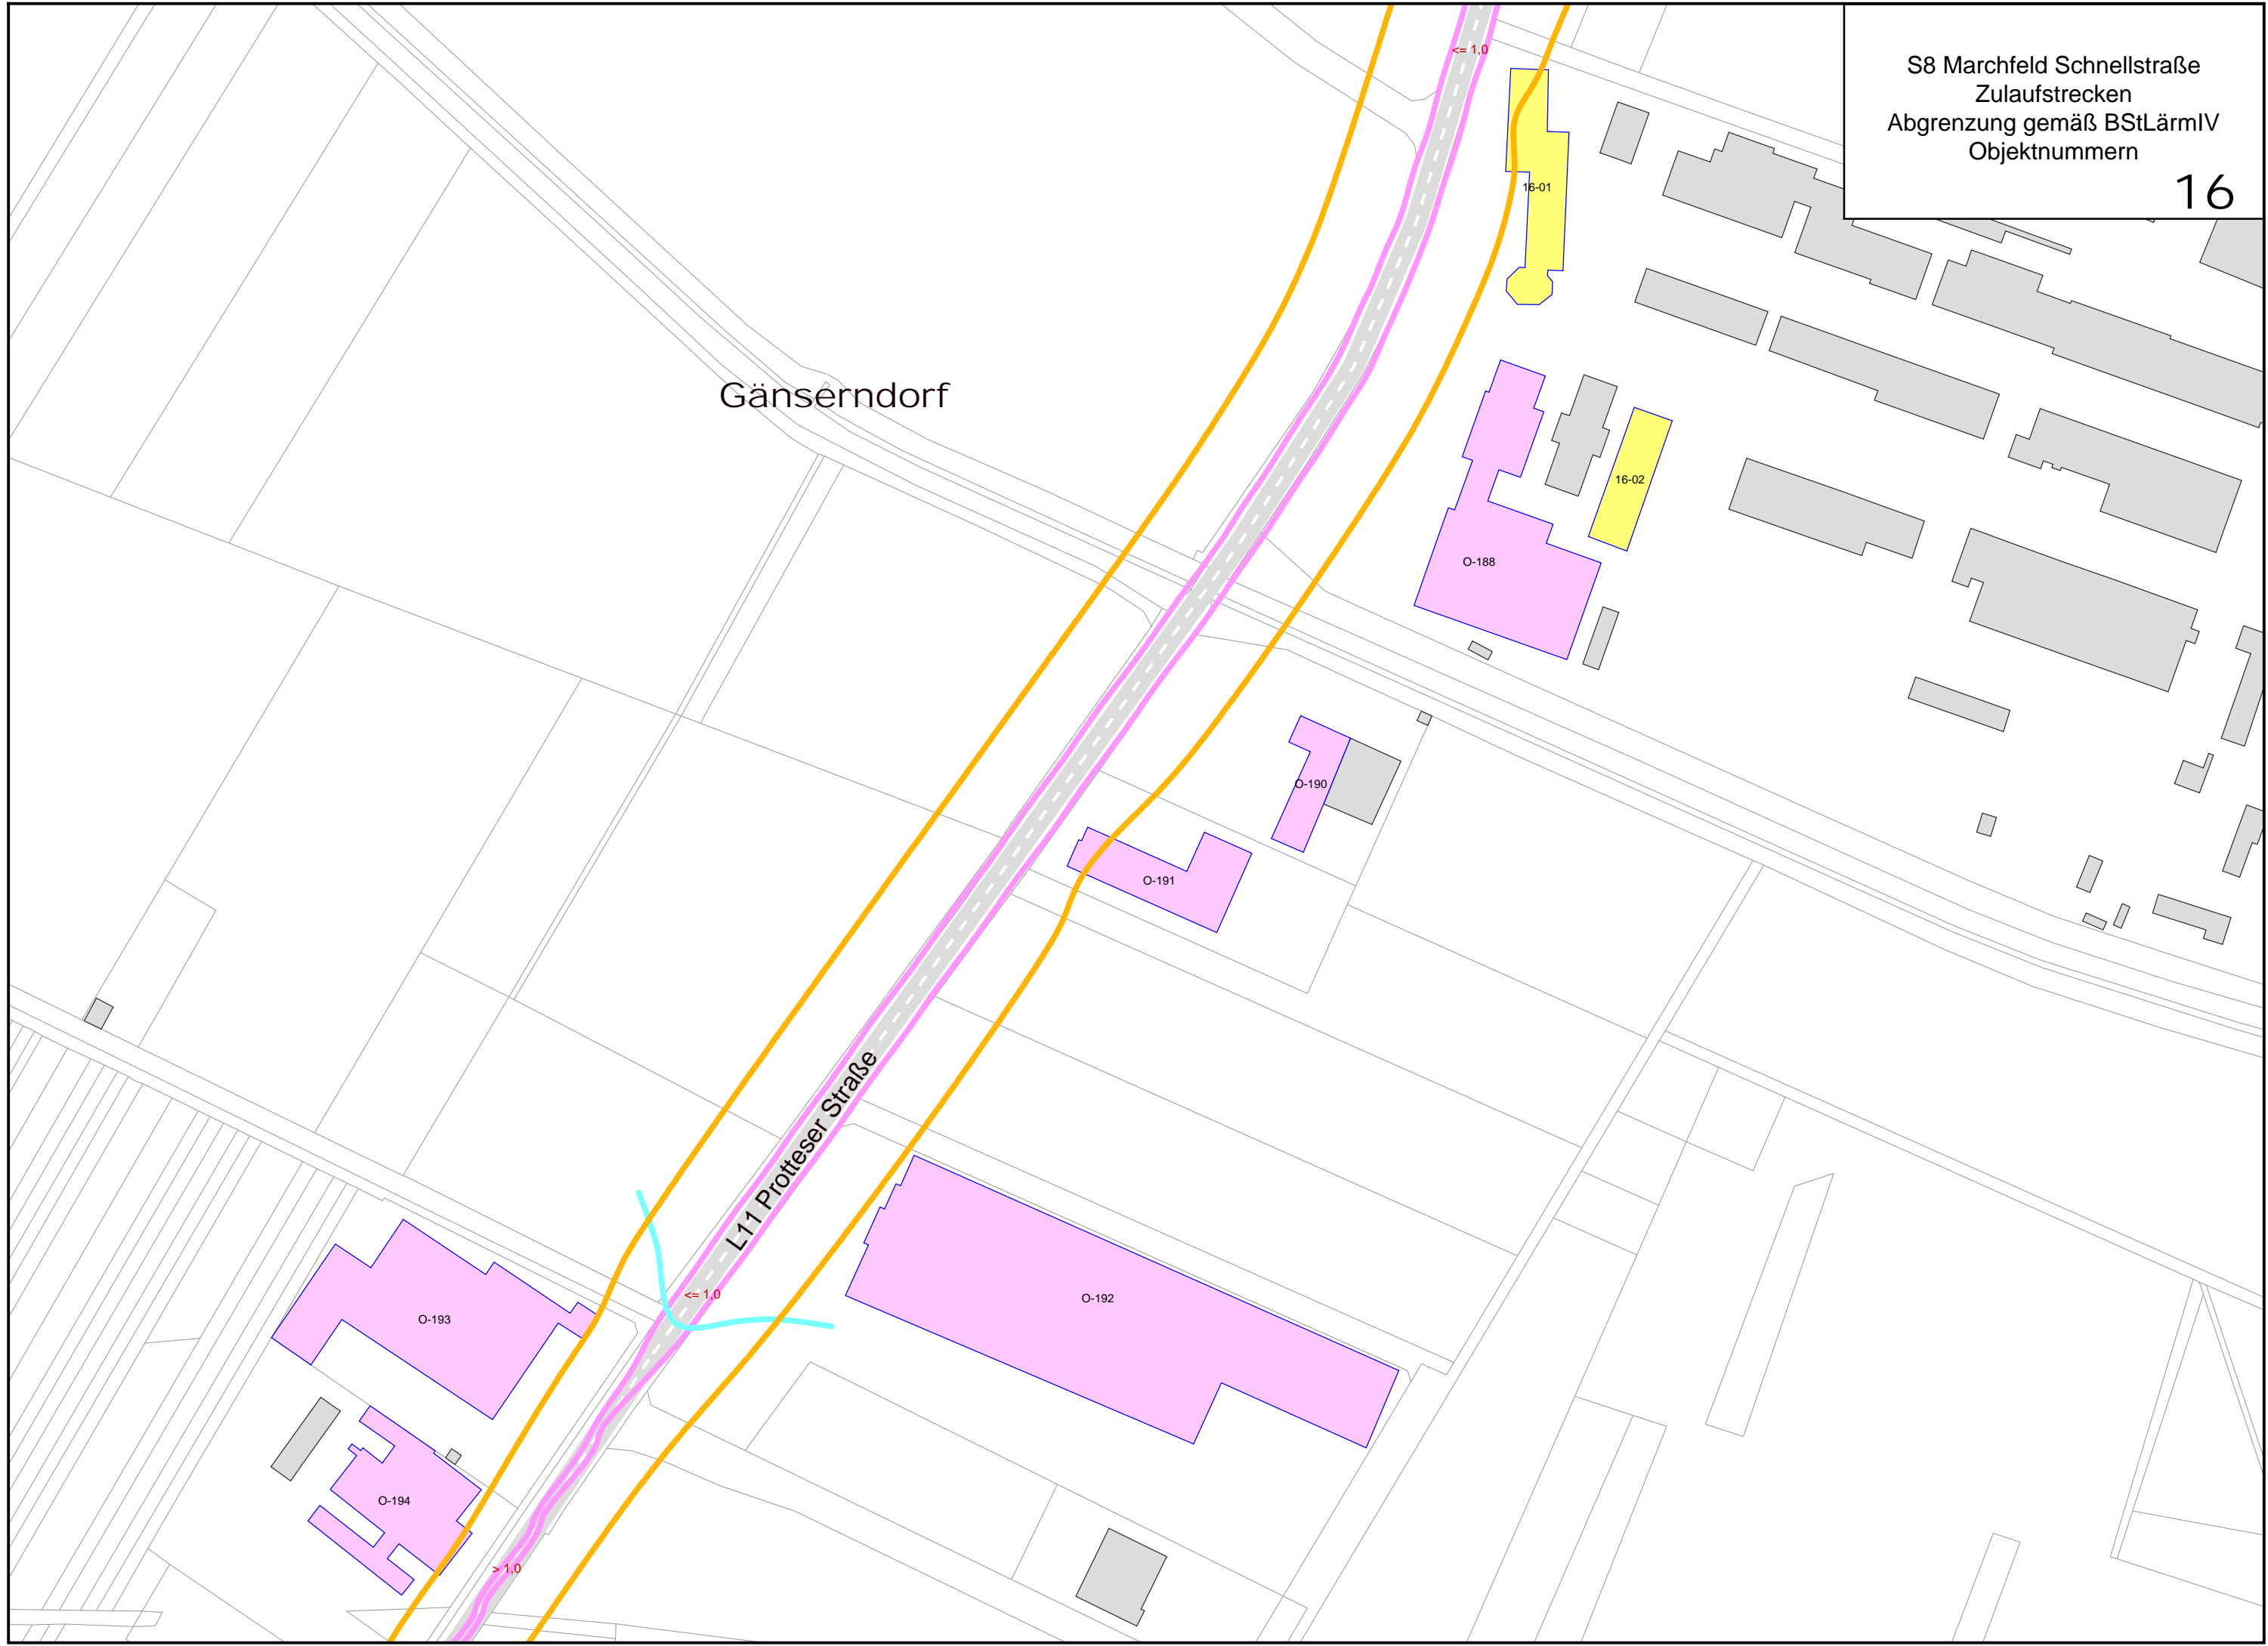 S8 Marchfeld Schnellstraße
Zulaufstrecken
Abgrenzung gemäß BStLärmIV
Objektnummern
16
<= 1,0
16-01
Gänserndorf
16-02
O-188
O-190
O-191
L11 Protteser Straße
<= 1,0
O-192
O-193
O-194
> 1,0